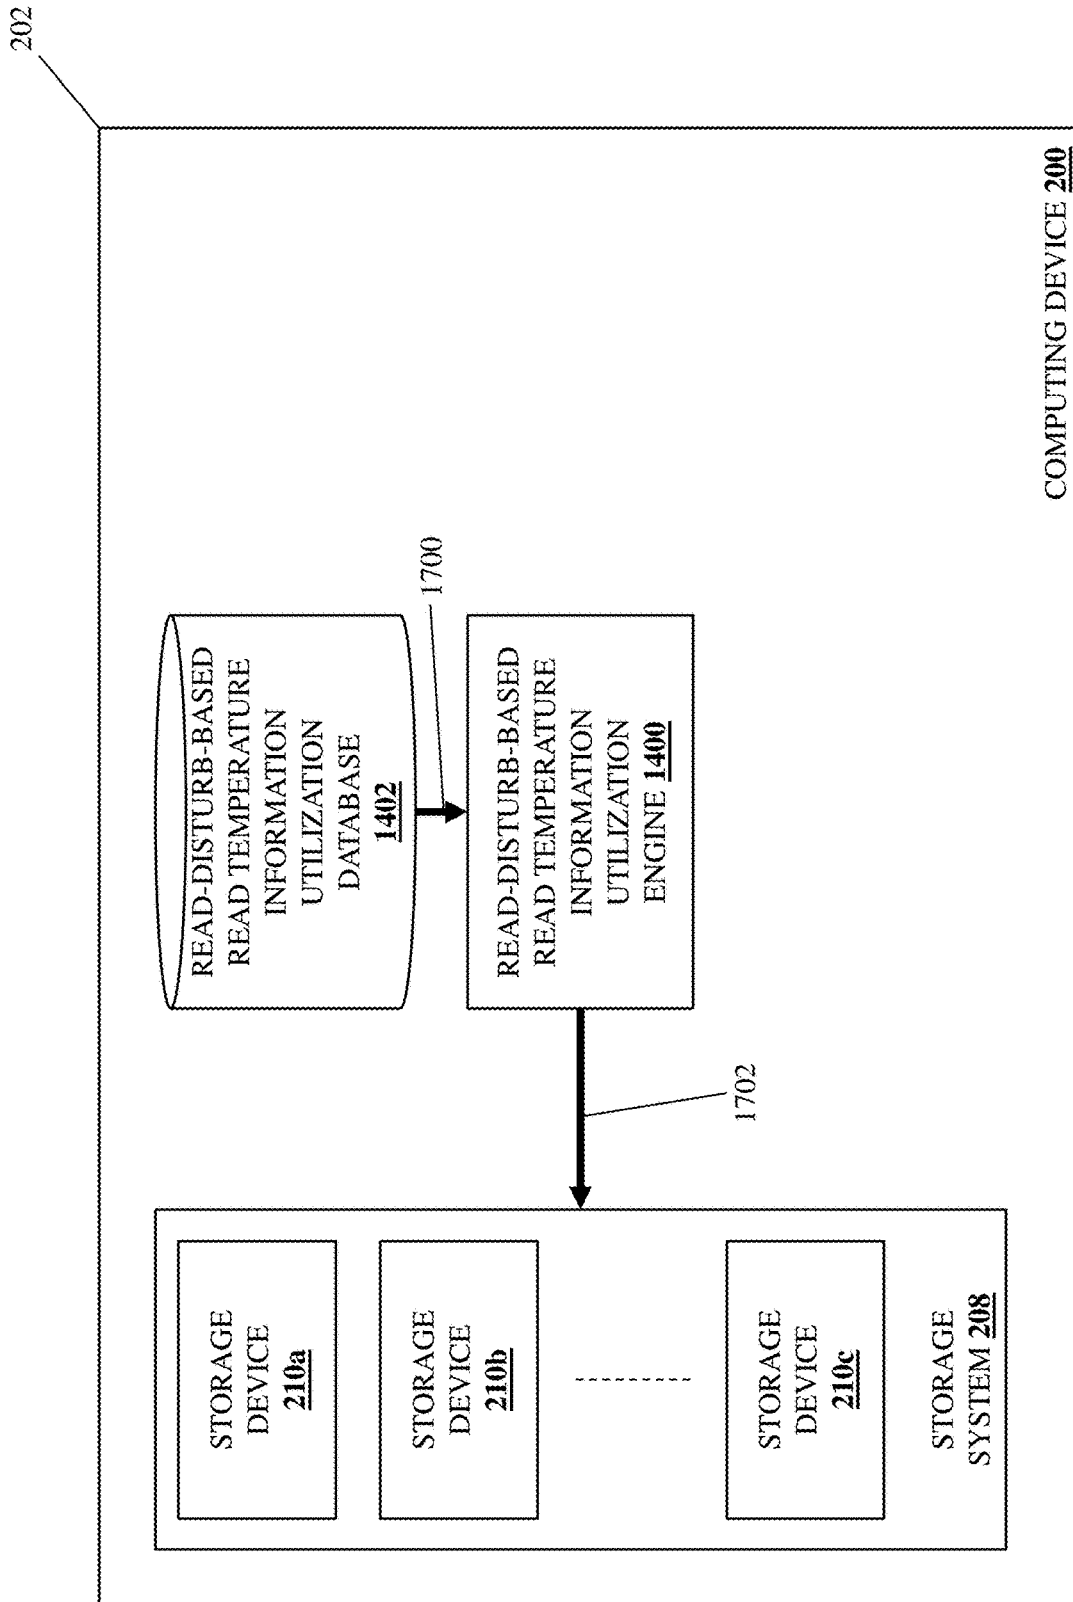 202
READ-DISTURB-BASED
READ TEMPERATURE
INFORMATION
UTILIZATION
DATABASE
1402
1700
READ-DISTURB-BASED
READ TEMPERATURE
INFORMATION
UTILIZATION
ENGINE 1400
1702
STORAGE
DEVICE
210a
STORAGE
DEVICE
210b
STORAGE
DEVICE
210c
STORAGE
SYSTEM 208
COMPUTING DEVICE 200